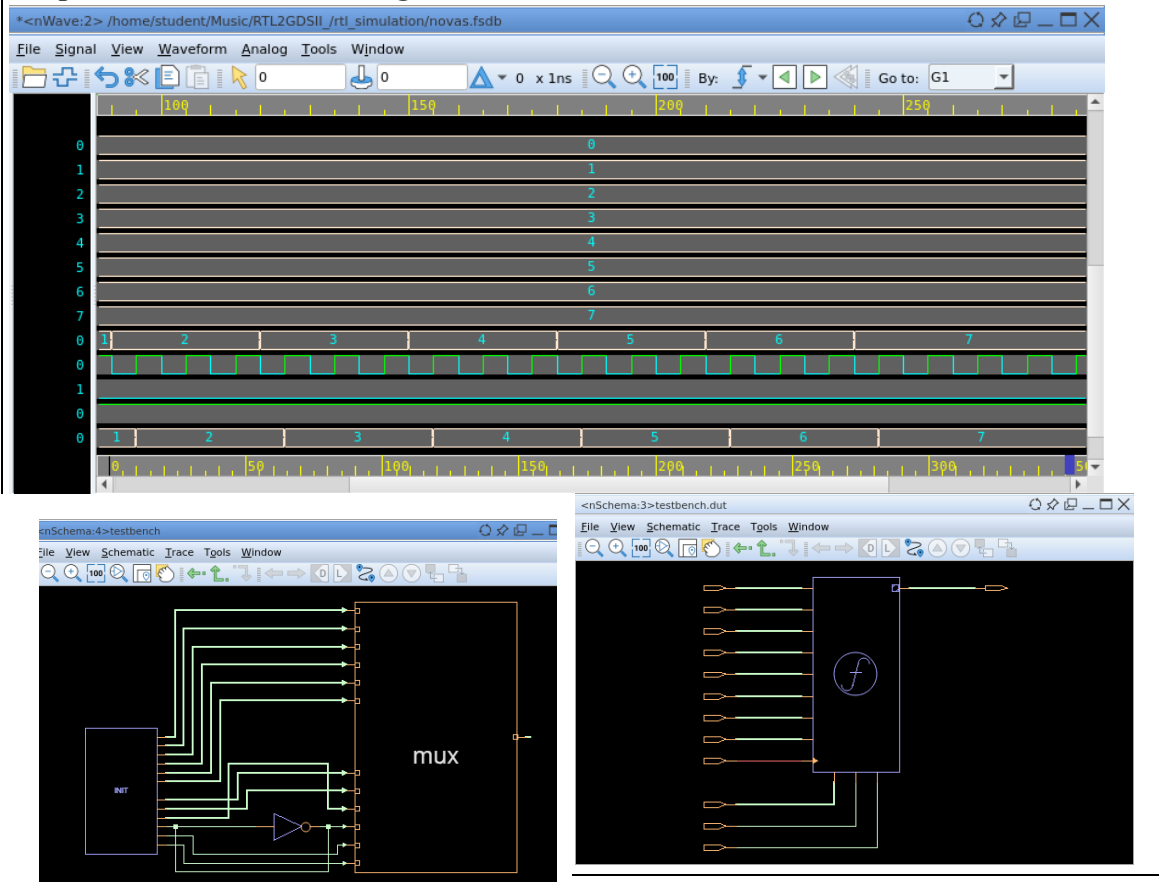 *<nWave:2> /home/student/Music/RTL2GDSII_/rtl_simulation/novas.fsdb
File Signal View Waveform Analog Tools Window
0 0 0 x 1ns 100 By: Go to: G1
100 150 200 250
0 0
1 1
2 2
3 3
4 4
5 5
6 6
7 7
0 1 2 3 4 5 6 7
0
1
0
0 1 2 3 4 5 6 7
0 50 100 150 200 250 300
<nSchema:4>testbench
File View Schematic Trace Tools Window
100 D L
INIT
mux
<nSchema:3>testbench.dut
File View Schematic Trace Tools Window
100 D L
f